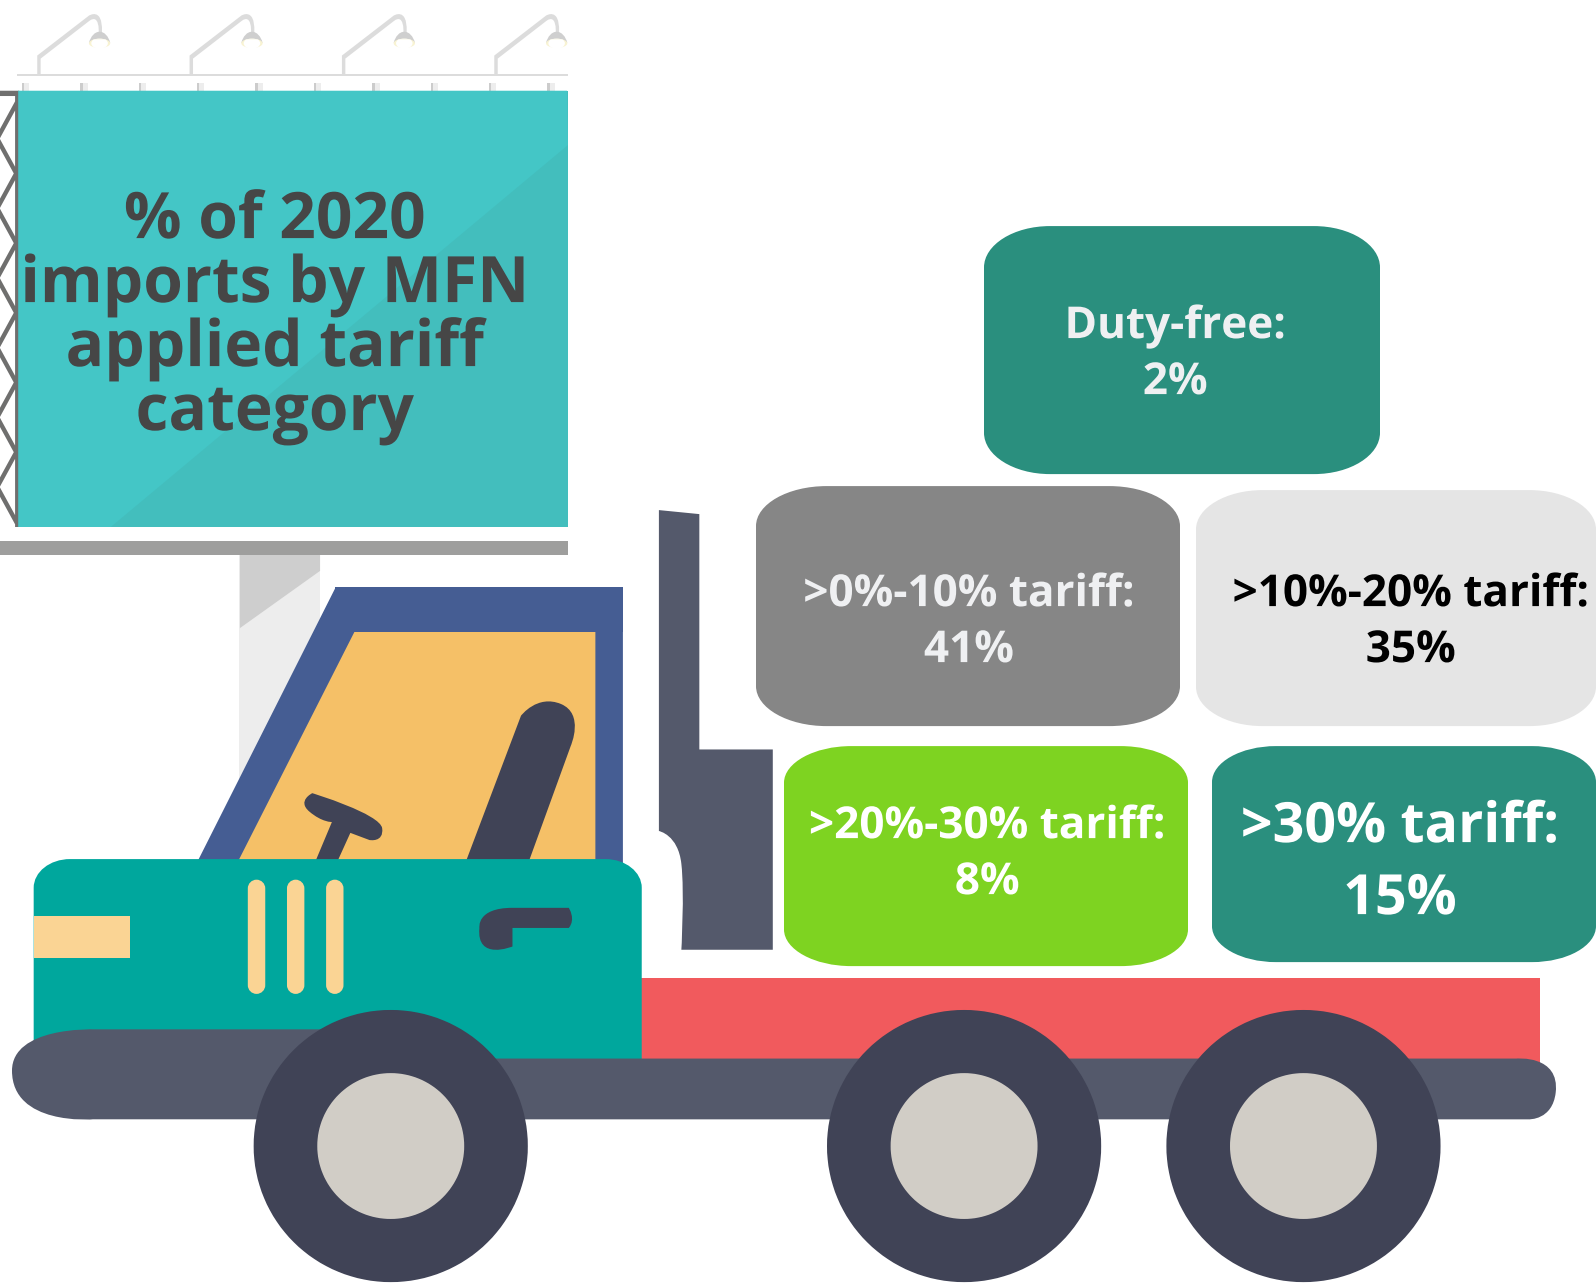 % of 2020
imports by MFN
applied tariff
category
Duty-free:
2%
>0%-10% tariff:
41%
>10%-20% tariff:
35%
>20%-30% tariff:
8%
>30% tariff:
15%